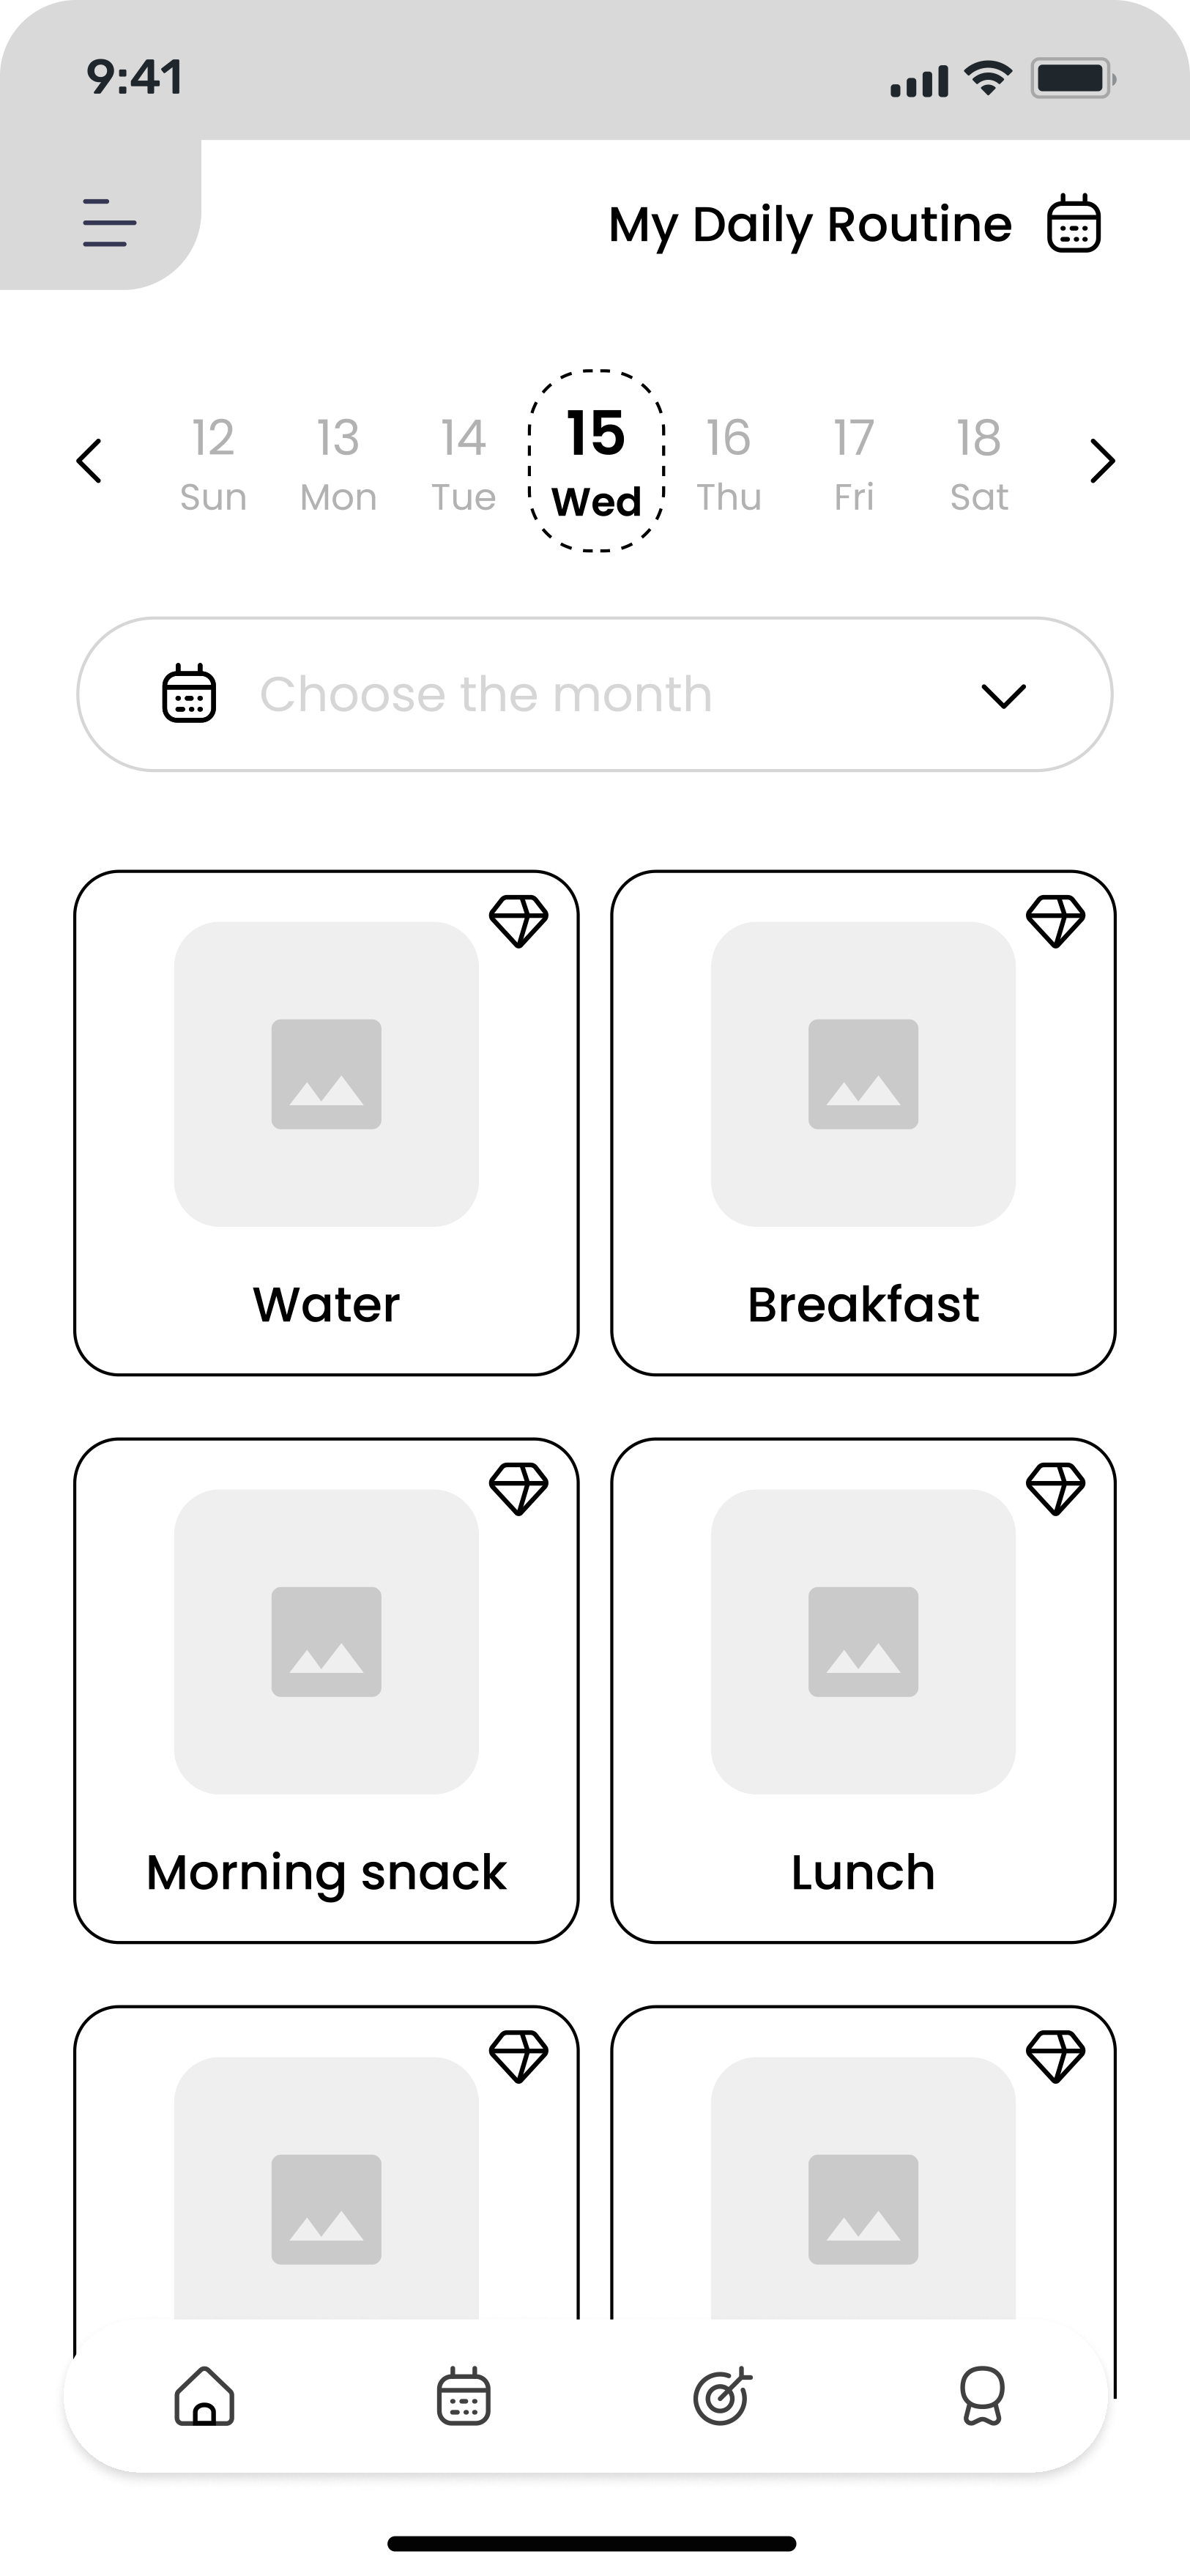 9:41
My Daily Routine
12 13 14 15 16 17 18
Sun Mon Tue Wed Thu Fri Sat
Choose the month
Water Breakfast
Morning snack Lunch